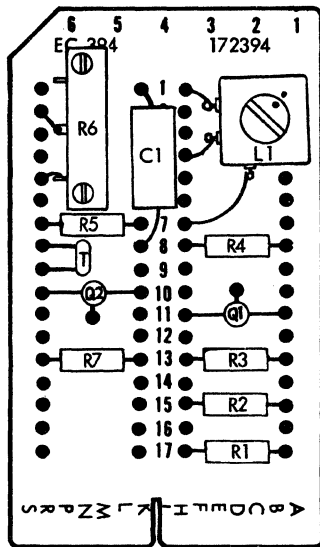 6 5 4 3 2 1
EC 394 172394
1
R6
C1
L1
7
R5
8
R4
T
9
Q2
10
11
Q1
12
R7
13
R3
14
15
R2
16
17
R1
S R P N M L K J H F E D C B A